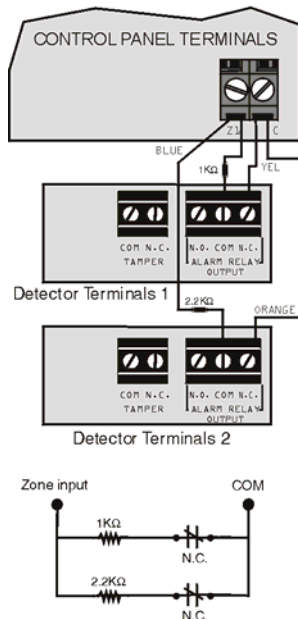 CONTROL PANEL TERMINALS
Z1 C
BLUE
1KΩ
YEL
COM N.C.
TAMPER
N.O. COM N.C.
ALARM RELAY
OUTPUT
Detector Terminals 1
2.2KΩ
ORANGE
COM N.C.
TAMPER
N.O. COM N.C.
ALARM RELAY
OUTPUT
Detector Terminals 2
Zone input COM
1KΩ
N.C.
2.2KΩ
N.C.